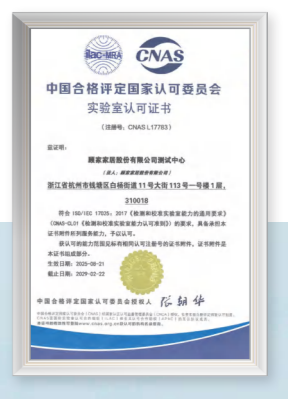 ilac-MRA
CNAS
中国合格评定国家认可委员会
实验室认可证书
(注册号:CNAS L17783)
兹证明:
顾家家居股份有限公司测试中心
(法人:顾家家居股份有限公司)
浙江省杭州市钱塘区白杨街道 11 号大街 113 号一号楼 1 层,
310018
符合 ISO/IEC 17025:2017《检测和校准实验室能力的通用要求》
(CNAS-CL01《检测和校准实验室能力认可准则》)的要求,具备承担本
证书附件所列服务能力,予以认可。
获认可的能力范围见标有相同认可注册号的证书附件,证书附件是
本证书组成部分。
生效日期:2025-08-21
截止日期:2029-02-22
中国合格评定国家认可委员会授权人